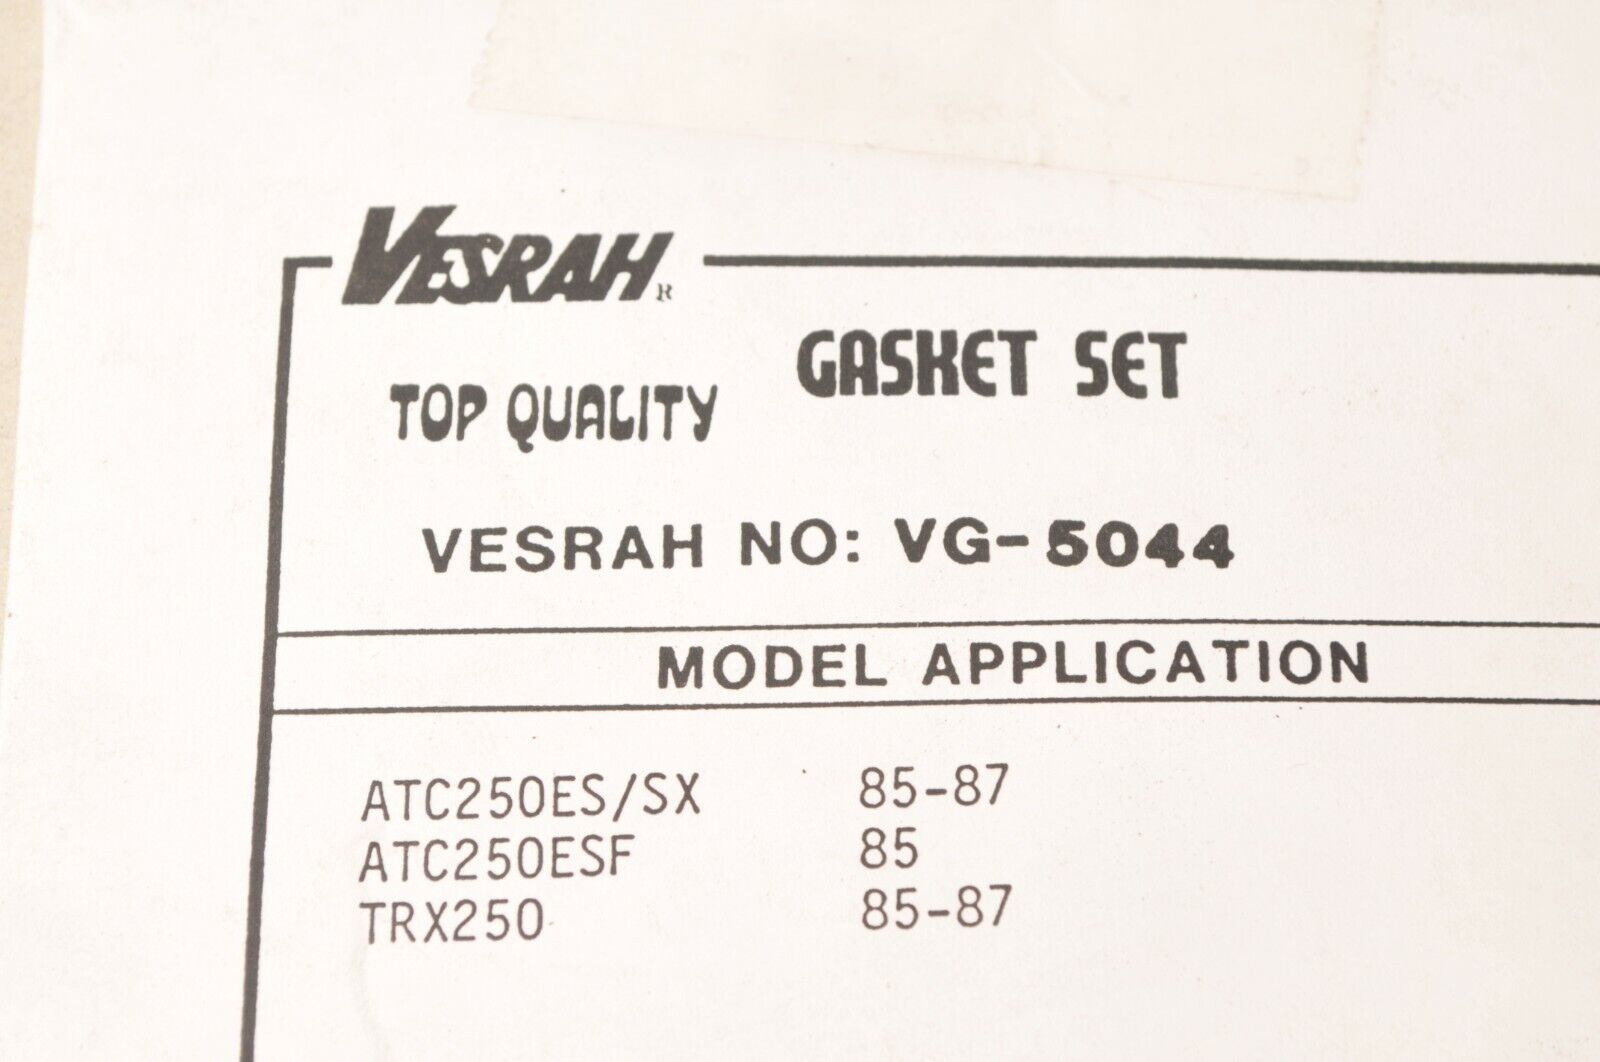 VESRAH R
GASKET SET
TOP QUALITY
VESRAH NO: VG-5044
MODEL APPLICATION
ATC250ES/SX 85-87
ATC250ESF 85
TRX250 85-87